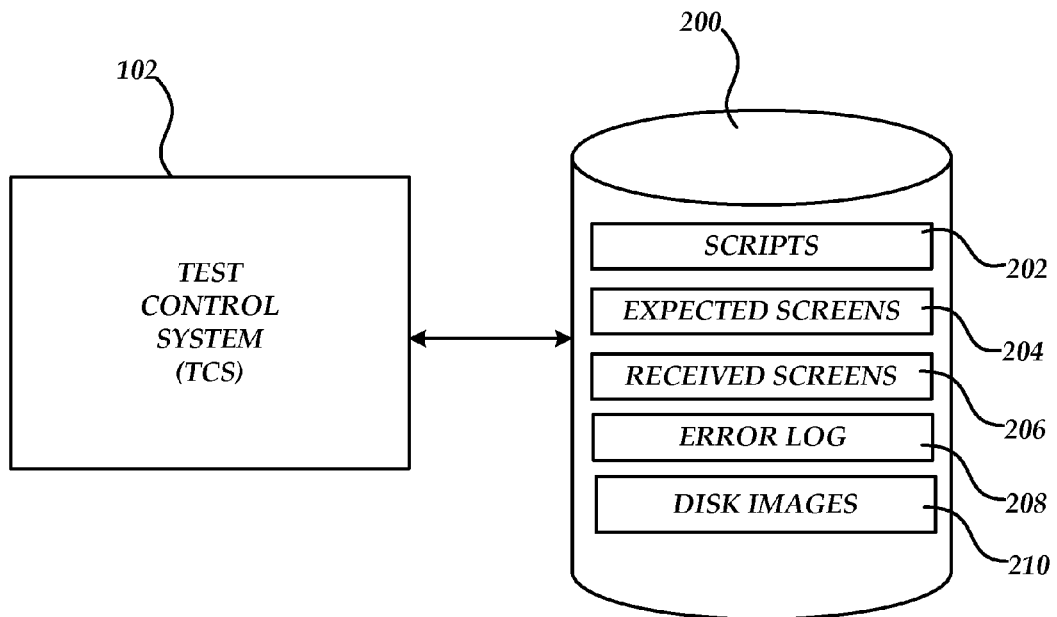 102
200
TEST
CONTROL
SYSTEM
(TCS)
SCRIPTS
202
EXPECTED SCREENS
204
RECEIVED SCREENS
206
ERROR LOG
208
DISK IMAGES
210